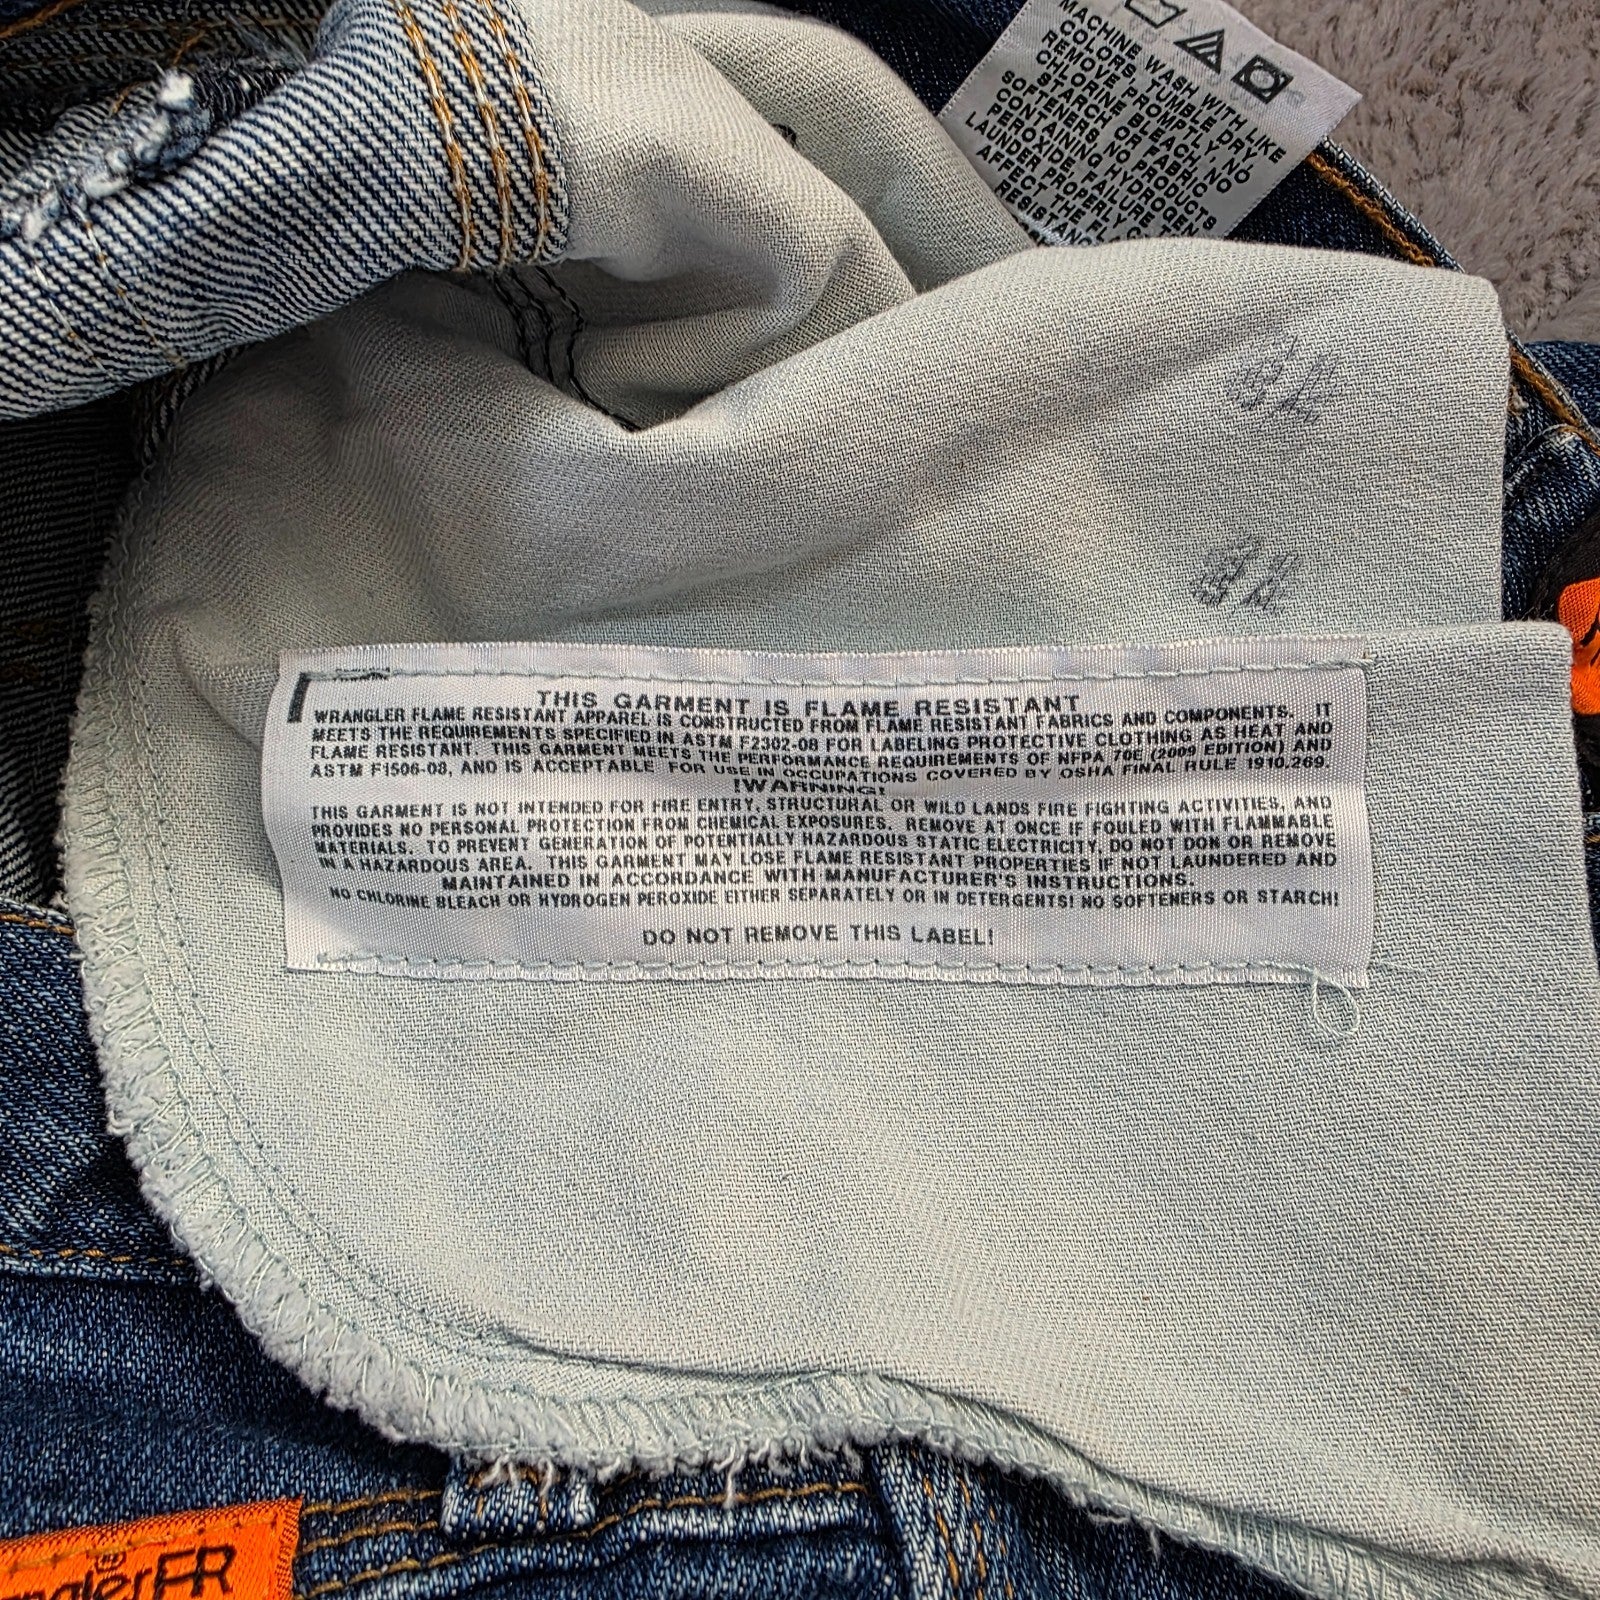 MACHINE WASH WITH LIKE
COLORS, TUMBLE DRY,
REMOVE PROMPTLY, NO
CHLORINE BLEACH, NO
STARCH OR FABRIC
SOFTENERS, NO PRODUCTS
CONTAINING HYDROGEN
PEROXIDE, FAILURE
LAUNDER PROPERLY
AFFECT THE
THIS GARMENT IS FLAME RESISTANT
WRANGLER FLAME RESISTANT APPAREL IS CONSTRUCTED FROM FLAME RESISTANT FABRICS AND COMPONENTS. IT
MEETS THE REQUIREMENTS SPECIFIED IN ASTM F2302-08 FOR LABELING PROTECTIVE CLOTHING AS HEAT AND
FLAME RESISTANT. THIS GARMENT MEETS THE PERFORMANCE REQUIREMENTS OF NFPA 70E (2009 EDITION) AND
ASTM F1506-08, AND IS ACCEPTABLE FOR USE IN OCCUPATIONS COVERED BY OSHA FINAL RULE 1910.269.
!WARNING!
THIS GARMENT IS NOT INTENDED FOR FIRE ENTRY, STRUCTURAL OR WILD LANDS FIRE FIGHTING ACTIVITIES, AND
PROVIDES NO PERSONAL PROTECTION FROM CHEMICAL EXPOSURES. REMOVE AT ONCE IF FOULED WITH FLAMMABLE
MATERIALS. TO PREVENT GENERATION OF POTENTIALLY HAZARDOUS STATIC ELECTRICITY, DO NOT DON OR REMOVE
IN A HAZARDOUS AREA. THIS GARMENT MAY LOSE FLAME RESISTANT PROPERTIES IF NOT LAUNDERED AND
MAINTAINED IN ACCORDANCE WITH MANUFACTURER'S INSTRUCTIONS.
NO CHLORINE BLEACH OR HYDROGEN PEROXIDE EITHER SEPARATELY OR IN DETERGENTS! NO SOFTENERS OR STARCH!
DO NOT REMOVE THIS LABEL!
FR